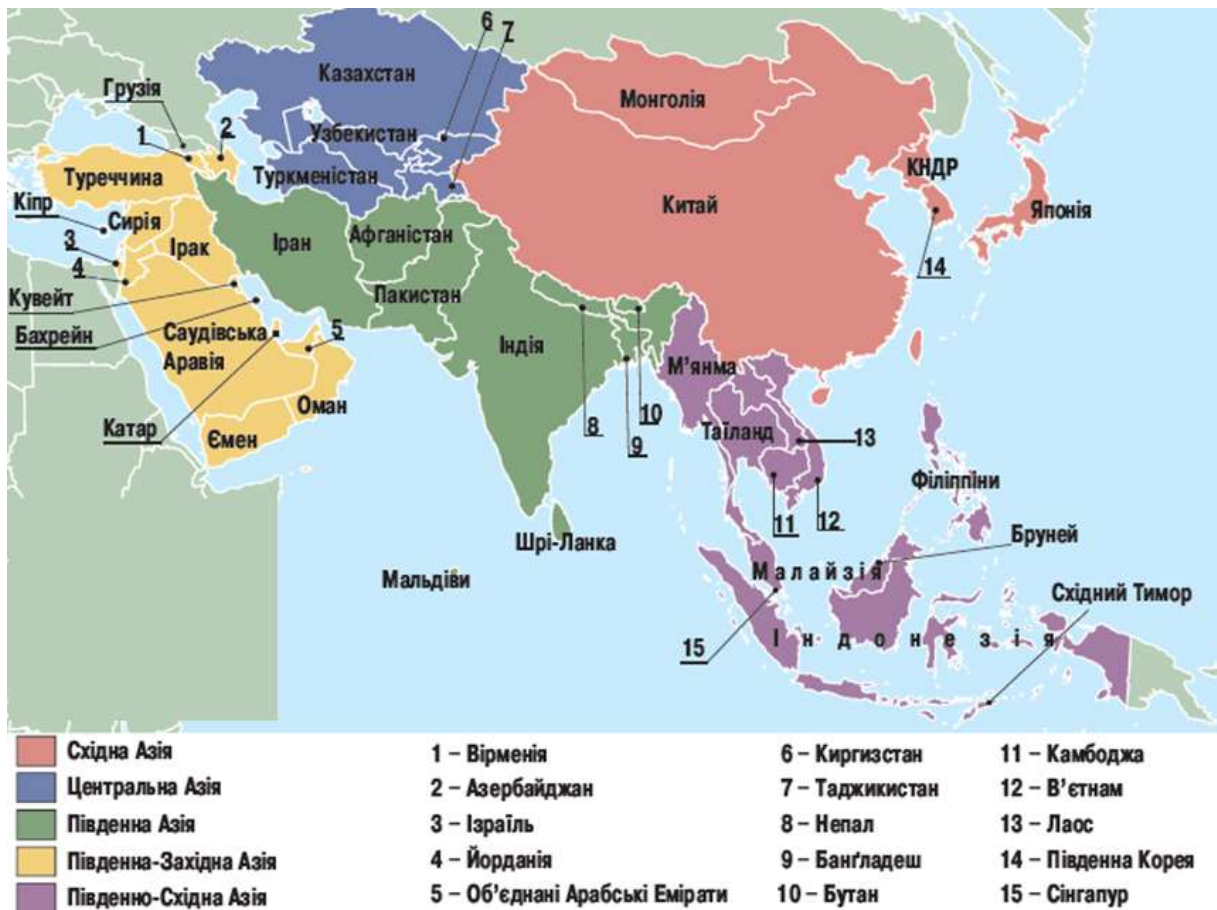 6
7
Казахстан
Грузія
Монголія
1
2
Узбекистан
Туреччина
Туркменістан
КНДР
Кіпр
Сирія
Китай
Японія
Ірак
Іран
Афганістан
3
4
14
Кувейт
Пакистан
Бахрейн
Саудівська
Аравія
5
Індія
М'янма
Оман
Катар
Ємен
8
9
10
Таїланд
13
Філіппіни
11
12
Шрі-Ланка
Бруней
Мальдіви
Малайзія
Східний Тимор
15
Індонезія
Східна Азія
Центральна Азія
Південна Азія
Південна-Західна Азія
Південно-Східна Азія
1 – Вірменія
2 – Азербайджан
3 – Ізраїль
4 – Йорданія
5 – Об'єднані Арабські Емірати
6 – Киргизстан
7 – Таджикистан
8 – Непал
9 – Банґладеш
10 – Бутан
11 – Камбоджа
12 – В'єтнам
13 – Лаос
14 – Південна Корея
15 – Сінгапур